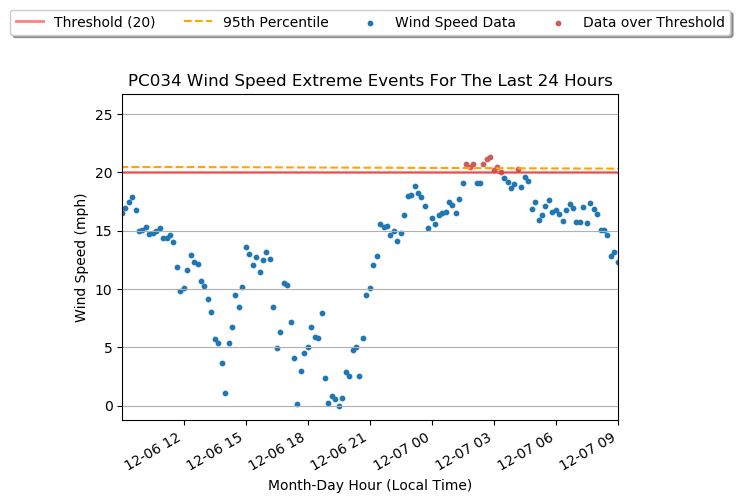 Threshold (20) 95th Percentile Wind Speed Data Data over Threshold
PC034 Wind Speed Extreme Events For The Last 24 Hours
25
20
15
10
5
0
Wind Speed (mph)
12-06 12 12-06 15 12-06 18 12-06 21 12-07 00 12-07 03 12-07 06 12-07 09
Month-Day Hour (Local Time)